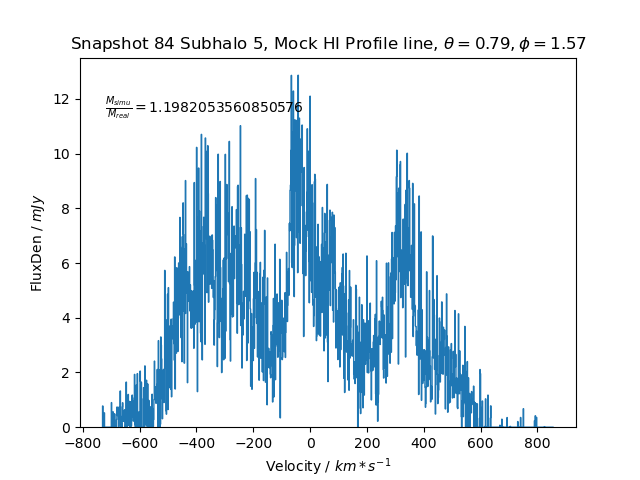 Snapshot 84 Subhalo 5, Mock HI Profile line, θ = 0.79, ϕ = 1.57
M_simu/M_real = 1.1982053560850576
FluxDen / mJy
12
10
8
6
4
2
0
−800 −600 −400 −200 0 200 400 600 800
Velocity / km * s⁻¹